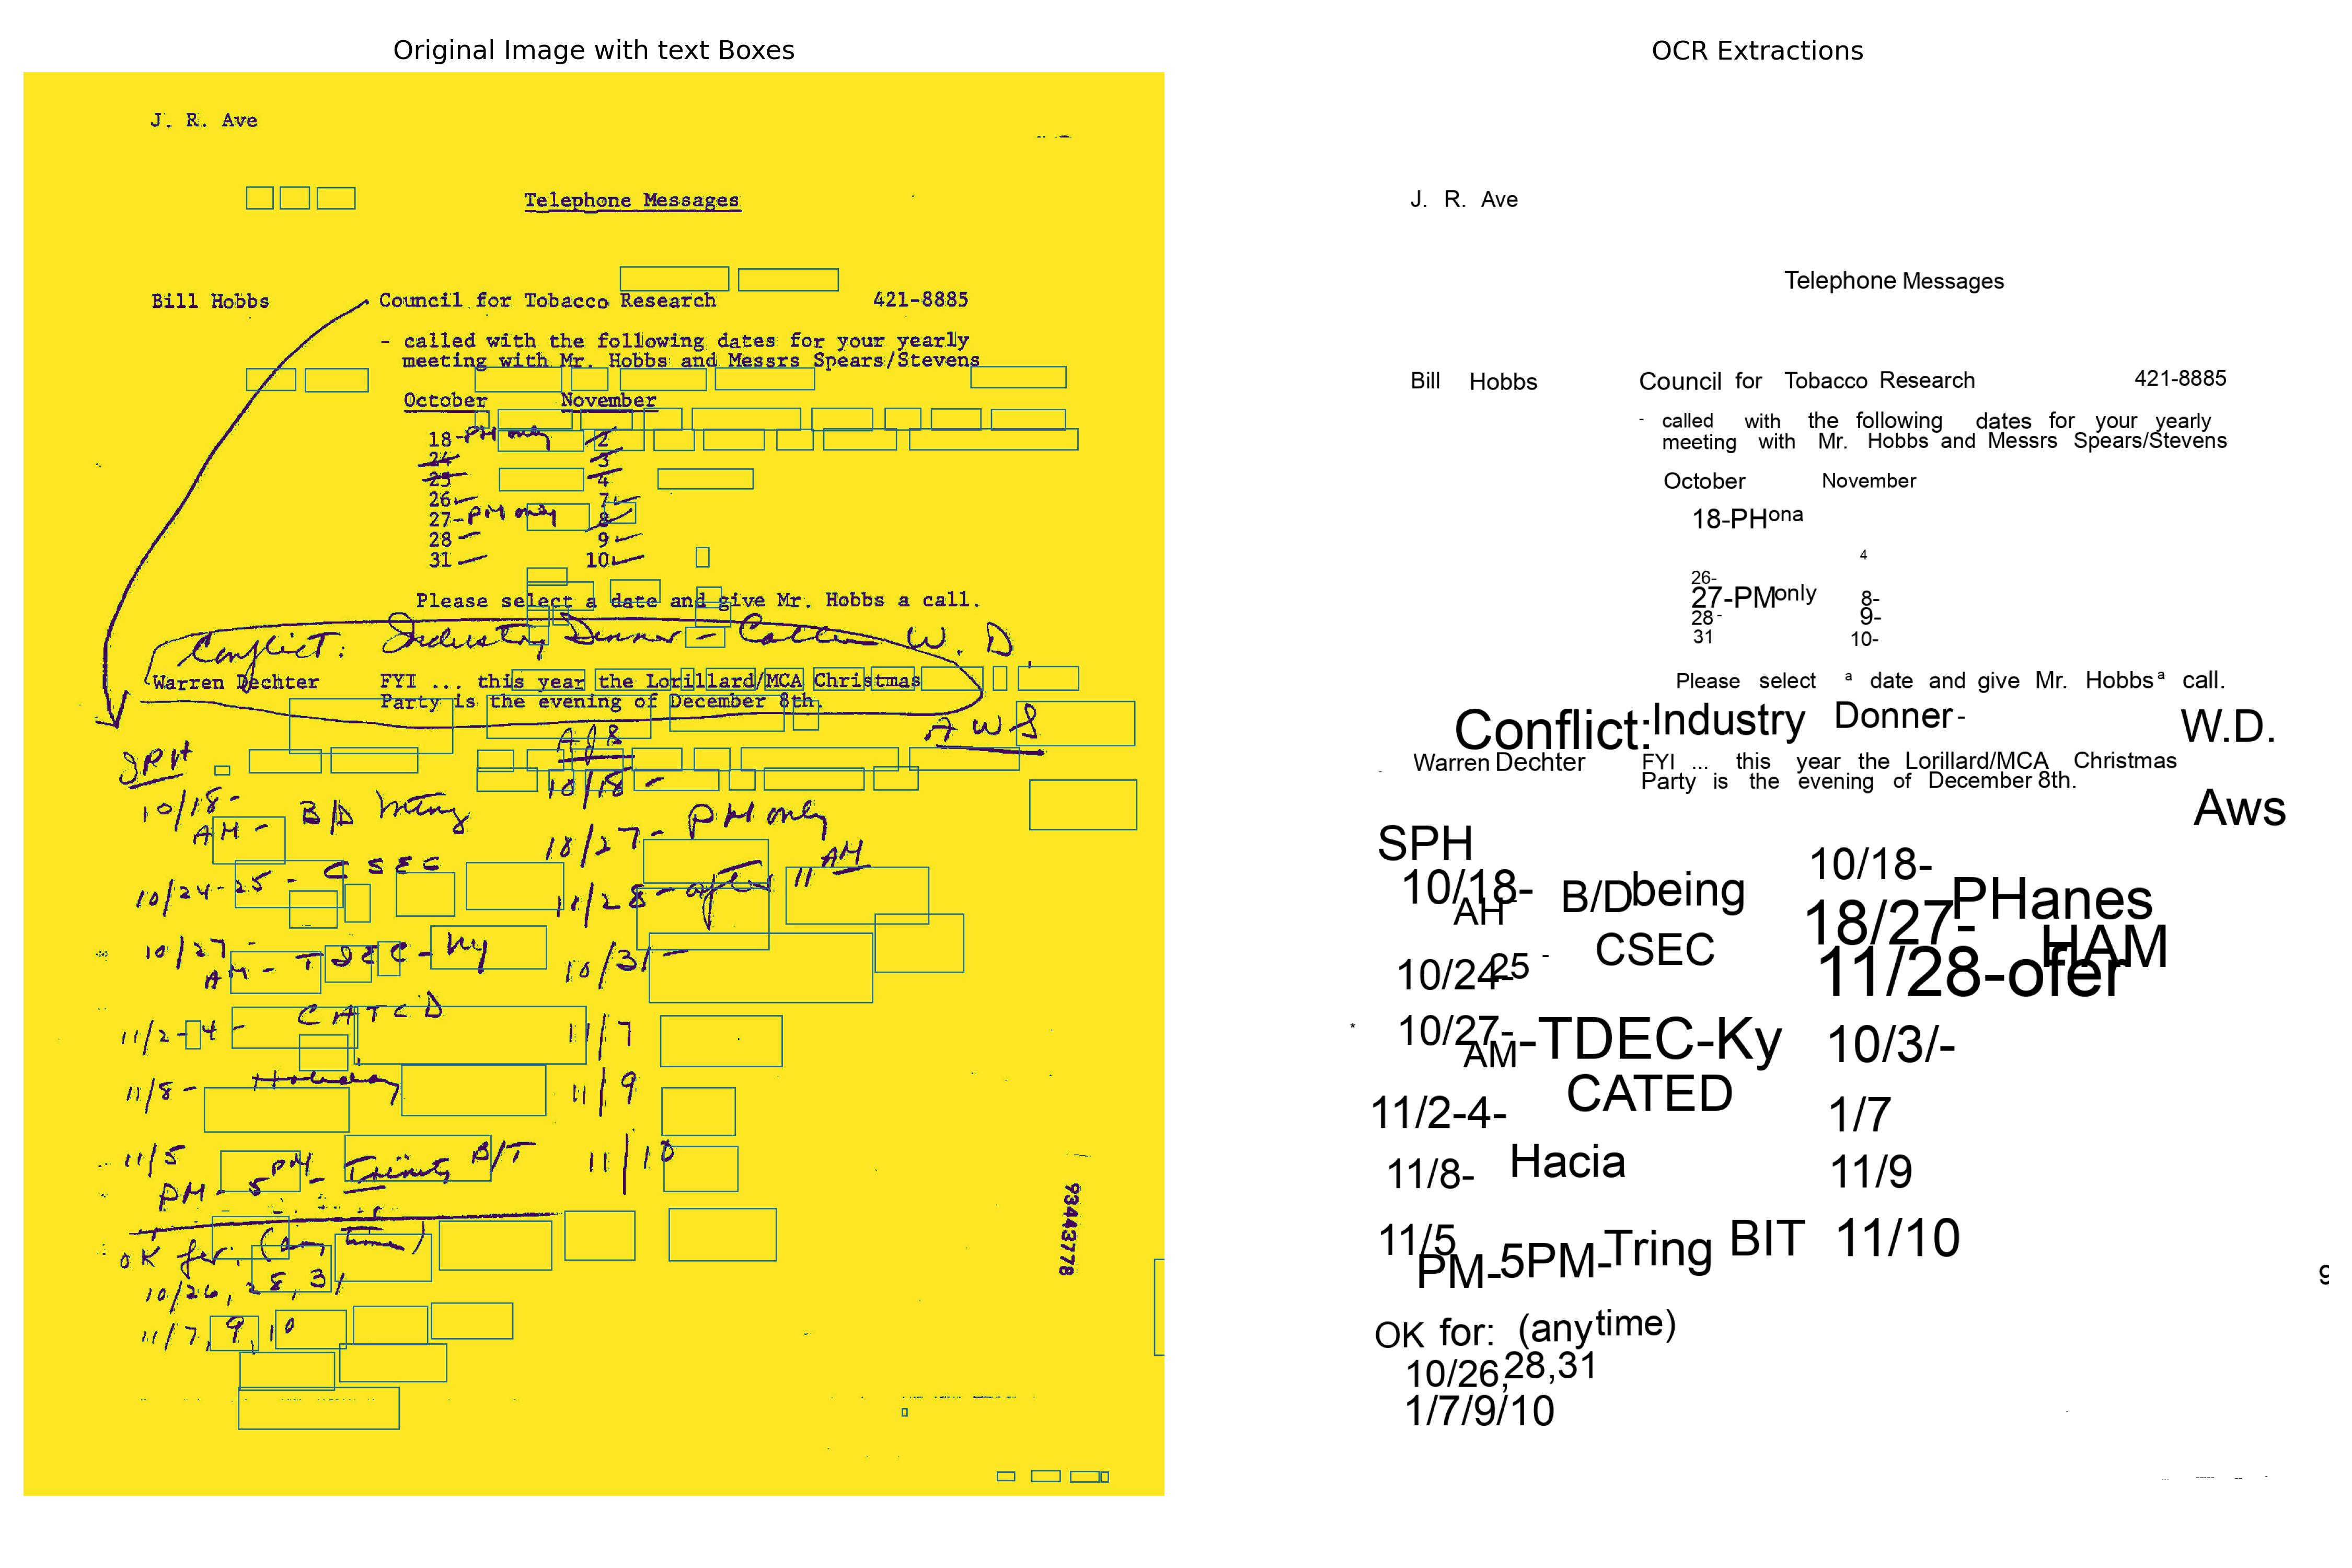 Original Image with text Boxes
J. R. Ave
Telephone Messages
Bill Hobbs Council for Tobacco Research 421-8885
- called with the following dates for your yearly
meeting with Mr. Hobbs and Messrs Spears/Stevens
October November
18-PM only 2
24 3
25 4
26 7
27-PM only 8
28 9
31 10
Please select a date and give Mr. Hobbs a call.
Conflict: Industry Dinner - W. D.
Warren Dechter FYI ... this year the Lorillard/MCA Christmas
Party is the evening of December 8th.
AWS
10/18-
AM - B/D
10/24-25 - CSEC
10/27-
AM -
11/2-4 -
11/8 - Holiday
11/5
PM - 5 PM - B/T
OK for: (any time)
10/26, 28, 31
11/7, 9, 10
10/18 -
10/27 - PM only
11/28 - after 11 AM
10/31 -
11/7
11/9
11/10
93443778
OCR Extractions
J. R. Ave
Telephone Messages
Bill Hobbs Council for Tobacco Research 421-8885
- called with the following dates for your yearly
meeting with Mr. Hobbs and Messrs Spears/Stevens
October November
18-PHona
4
26-
27-PMonly 8-
28- 9-
31 10-
Please select a date and give Mr. Hobbs a call.
Conflict: Industry Donner- W.D.
Warren Dechter FYI ... this year the Lorillard/MCA Christmas
Party is the evening of December 8th.
Aws
SPH
10/18- B/Dbeing 10/18-
AH PHanes
18/27-
10/24- 25 - CSEC HAM
11/28-ofer
10/27- -TDEC-Ky 10/3/-
AM
CATED
11/2-4- 1/7
11/8- Hacia 11/9
11/5 BIT 11/10
PM-5PM-Tring
9
OK for: (anytime)
10/26,28,31
1/7/9/10